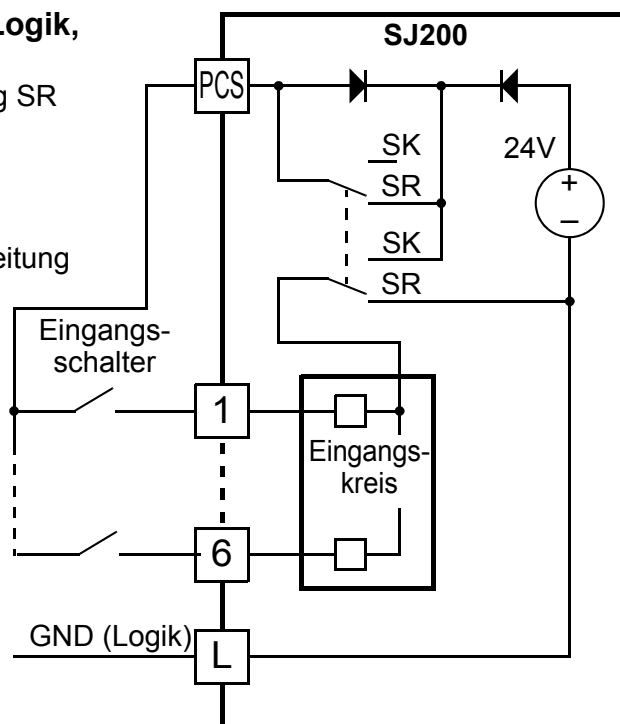 Logik,
SJ200
g SR
PCS
SK
24V
SR
+
–
SK
eitung
SR
Eingangs-
schalter
1
Eingangs-
kreis
6
GND (Logik)
L